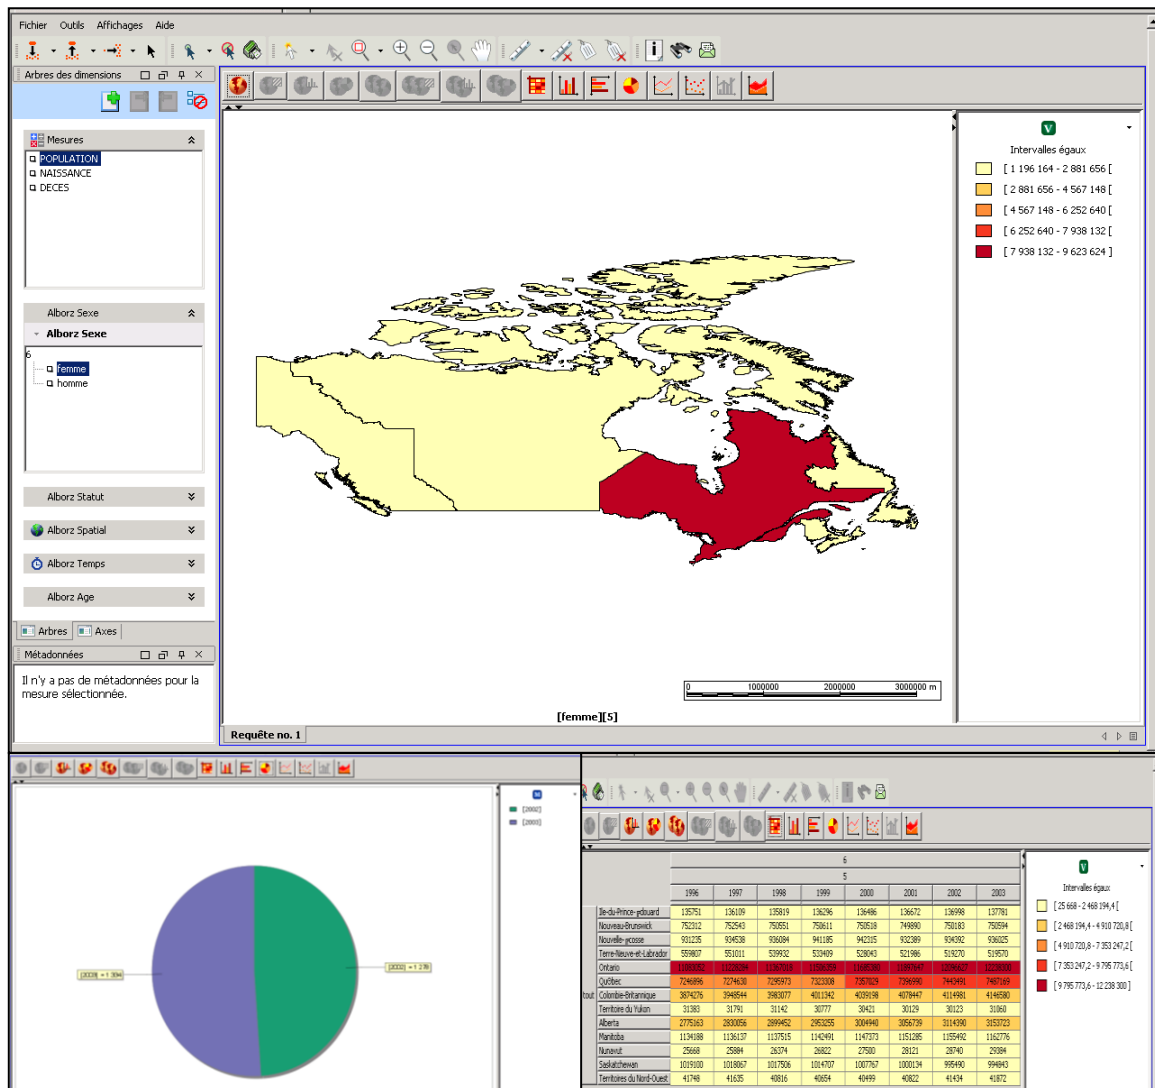 Fichier Outils Affichages Aide
Arbres des dimensions
Mesures
POPULATION
NAISSANCE
DECES
Alborz Sexe
Alborz Sexe
6
femme
homme
Alborz Statut
Alborz Spatial
Alborz Temps
Alborz Age
Arbres Axes
Métadonnées
Il n'y a pas de métadonnées pour la
mesure sélectionnée.
V
Intervalles égaux
[ 1 196 164 - 2 881 656 [
[ 2 881 656 - 4 567 148 [
[ 4 567 148 - 6 252 640 [
[ 6 252 640 - 7 938 132 [
[ 7 938 132 - 9 623 624 ]
0 1000000 2000000 3000000 m
[femme][5]
Requête no. 1
[2002]
[2003]
[2003] = 1 394
[2002] = 1 278
6
5
1996 1997 1998 1999 2000 2001 2002 2003
Ile-du-Prince- 135751 136109 135819 136296 136486 136672 136998 137781
Nouveau-Brunswick 752312 752543 750551 750611 750518 749890 750183 750594
Nouvelle- 931235 934538 936084 941185 942315 932389 934392 936025
Terre-Neuve-et-Labrador 559807 551011 539932 533409 528043 521986 519270 519570
Ontario
Québec 7246896 7274630 7295973 7323308 7357029 7396990 7443491 7487169
tout Colombie-Britannique 3874276 3948544 3983077 4011342 4039198 4078447 4114981 4146580
Territoire du Yukon 31383 31791 31142 30777 30421 30129 30123 31060
Alberta 2775163 2830056 2899452 2953255 3004940 3056739 3114390 3153723
Manitoba 1134188 1136137 1137515 1142491 1147373 1151285 1155492 1162776
Nunavut 25668 25884 26374 26822 27500 28121 28740 29384
Saskatchewan 1019100 1018067 1017506 1014707 1007767 1000134 995490 994843
Territoires du Nord-Ouest 41748 41635 40816 40654 40499 40822 41434 41872
V
Intervalles égaux
[ 25 668 - 2 468 194,4 [
[ 2 468 194,4 - 4 910 720,8 [
[ 4 910 720,8 - 7 353 247,2 [
[ 7 353 247,2 - 9 795 773,6 [
[ 9 795 773,6 - 12 238 300 ]